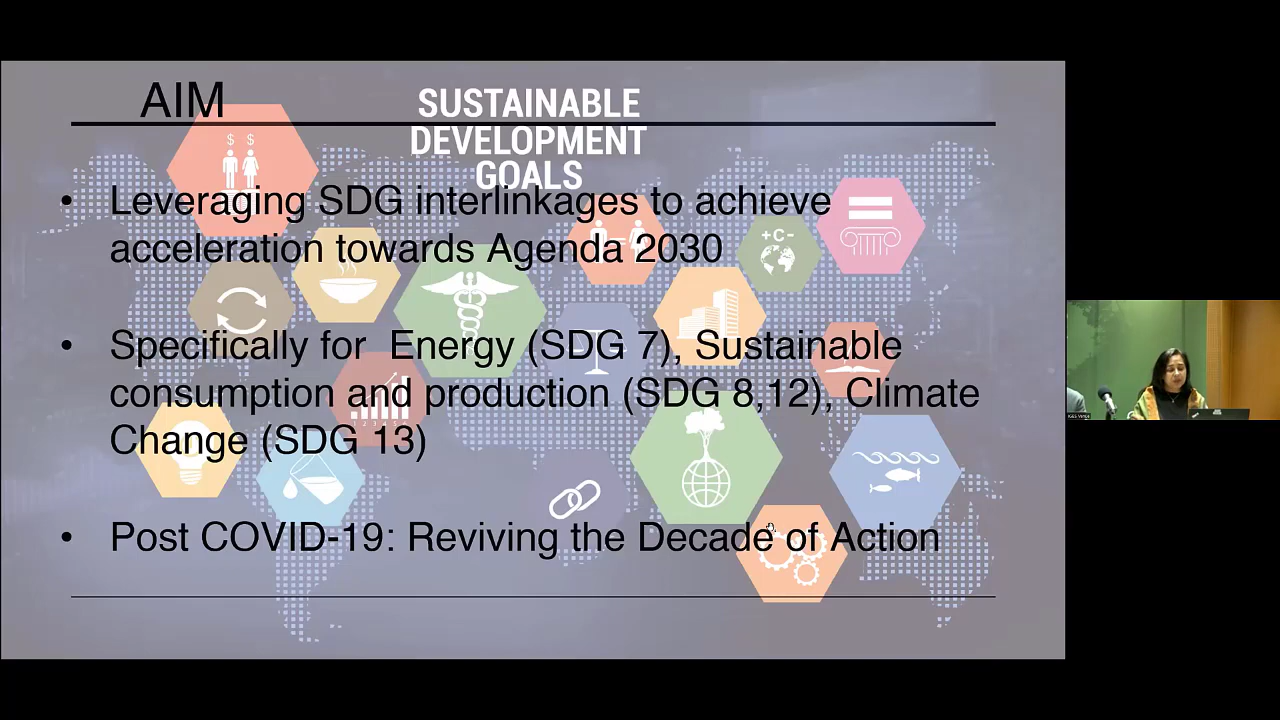 AIM
SUSTAINABLE
DEVELOPMENT
GOALS
• Leveraging SDG interlinkages to achieve
acceleration towards Agenda 2030
• Specifically for Energy (SDG 7), Sustainable
consumption and production (SDG 8,12), Climate
Change (SDG 13)
• Post COVID-19: Reviving the Decade of Action
$ $
+C-